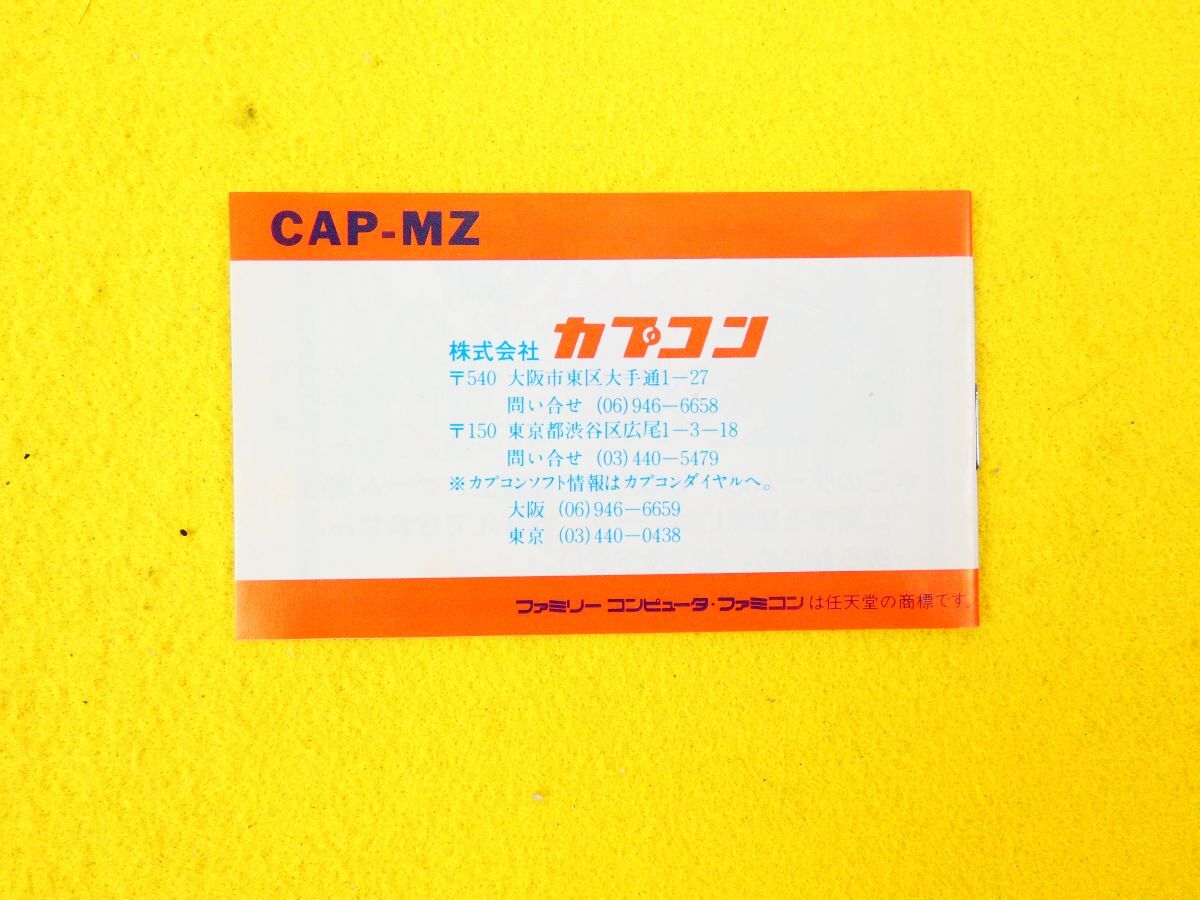 CAP-MZ
株式会社 カプコン
〒540 大阪市東区大手通1－27
問い合せ (06)946－6658
〒150 東京都渋谷区広尾1－3－18
問い合せ (03)440－5479
※カプコンソフト情報はカプコンダイヤルへ。
大阪 (06)946－6659
東京 (03)440－0438
ファミリー コンピュータ・ファミコン は任天堂の商標です。